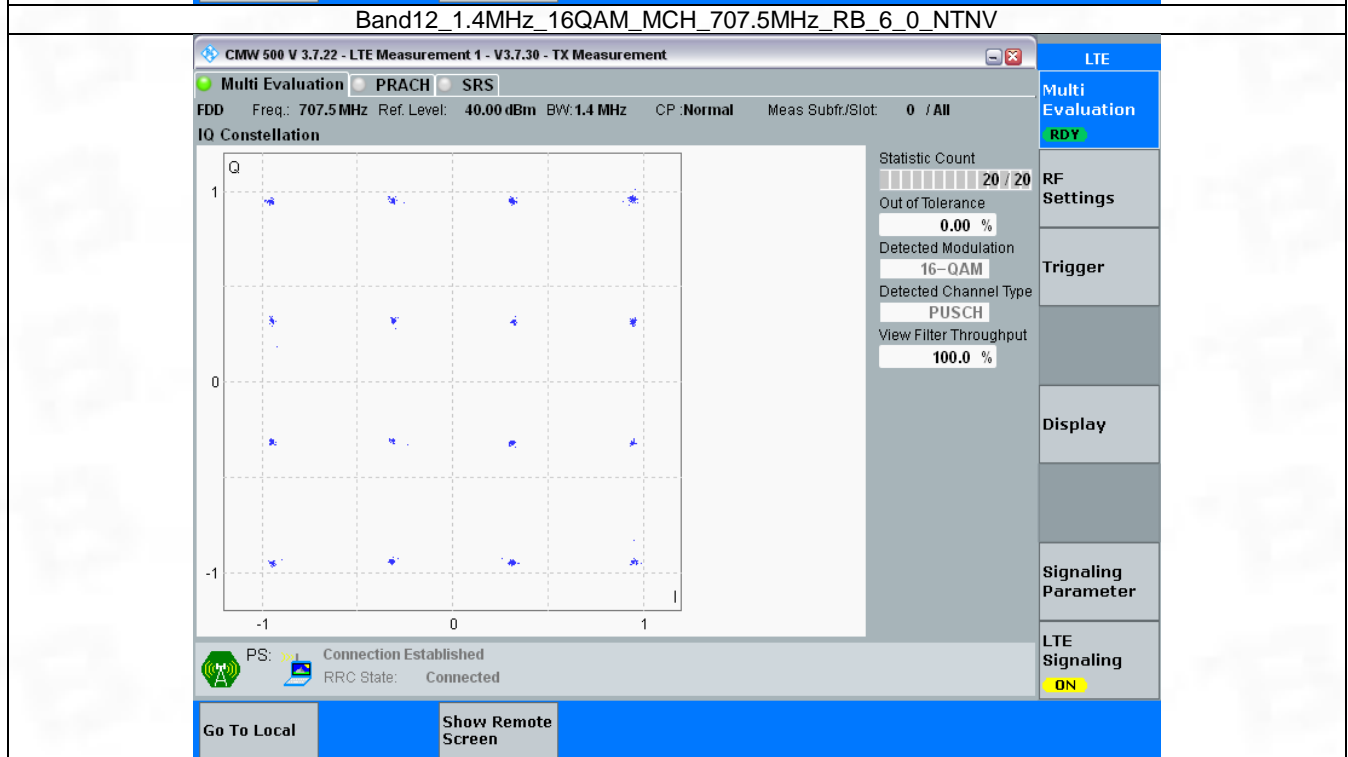 Band12_1.4MHz_16QAM_MCH_707.5MHz_RB_6_0_NTNV
CMW 500 V 3.7.22 - LTE Measurement 1 - V3.7.30 - TX Measurement
LTE
Multi Evaluation PRACH SRS
FDD Freq.: 707.5 MHz Ref. Level: 40.00 dBm BW: 1.4 MHz CP :Normal Meas Subfr./Slot: 0 / All
IQ Constellation
Q
1
0
-1
I
-1 0 1
Statistic Count
20 / 20
Out of Tolerance
0.00 %
Detected Modulation
16-QAM
Detected Channel Type
PUSCH
View Filter Throughput
100.0 %
Multi
Evaluation
RDY
RF
Settings
Trigger
Display
Signaling
Parameter
LTE
Signaling
ON
PS: Connection Established
RRC State: Connected
Go To Local
Show Remote
Screen